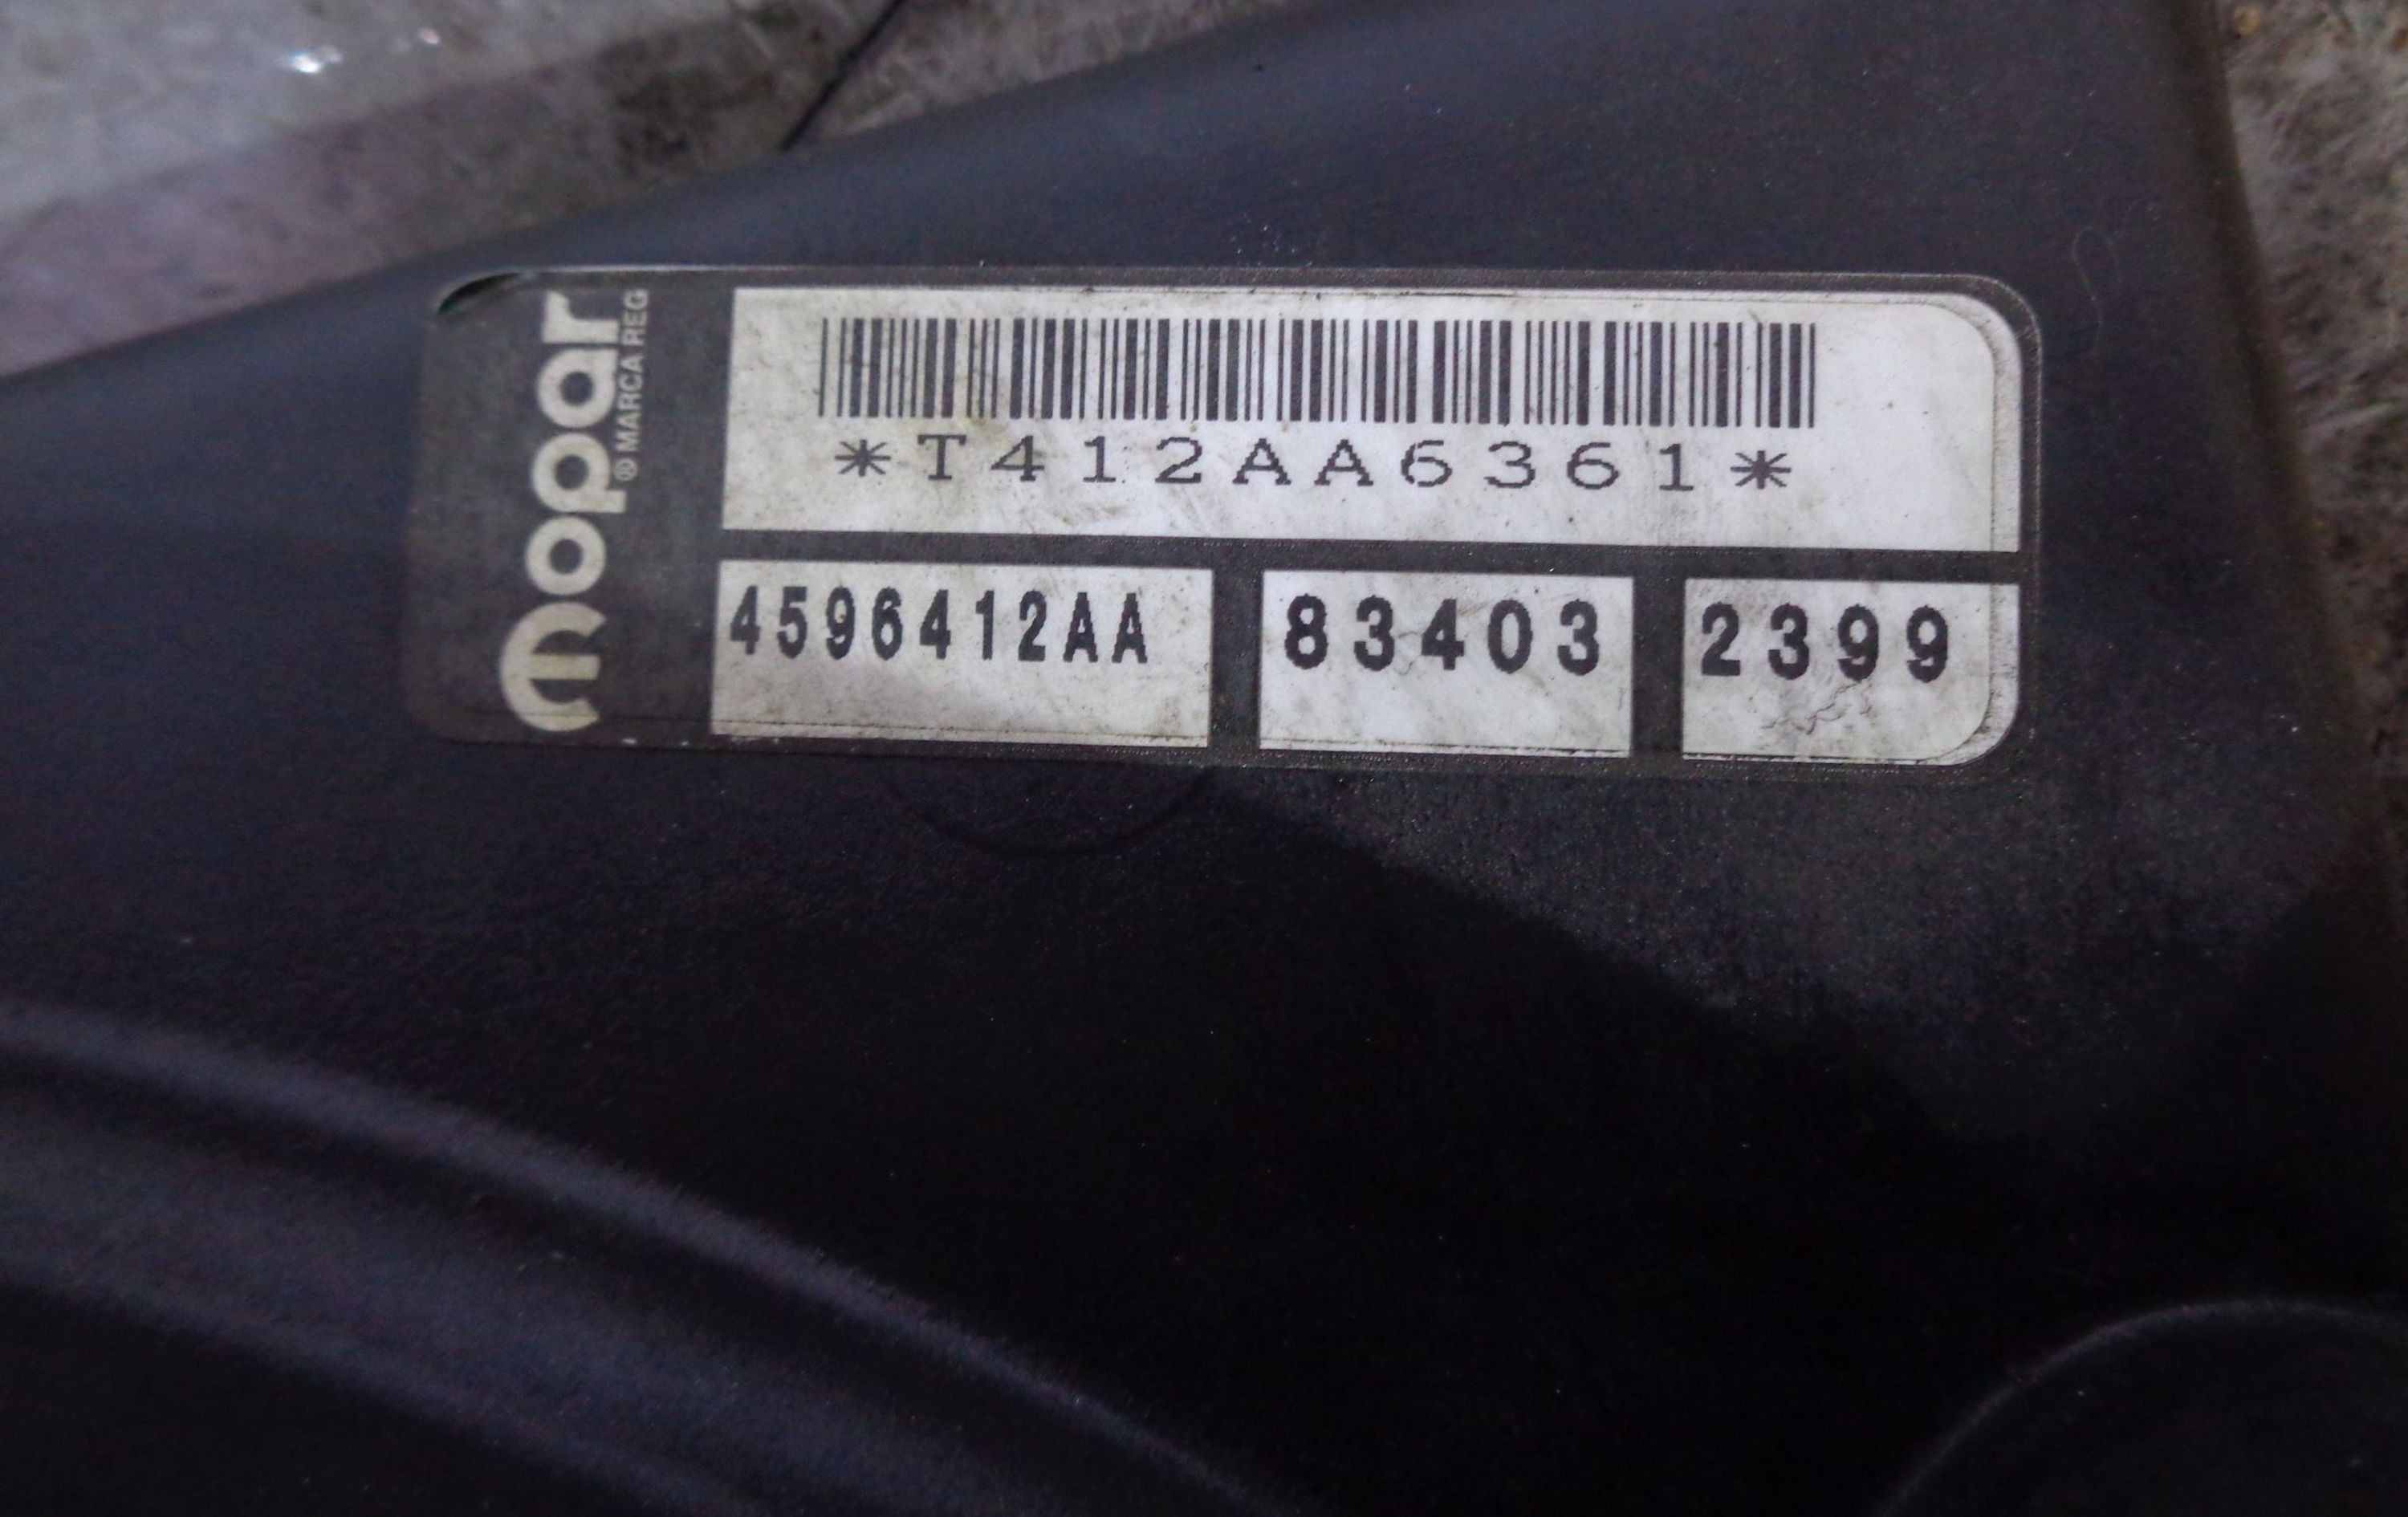 mopar
® MARCA REG
*T412AA6361*
4596412AA 83403 2399